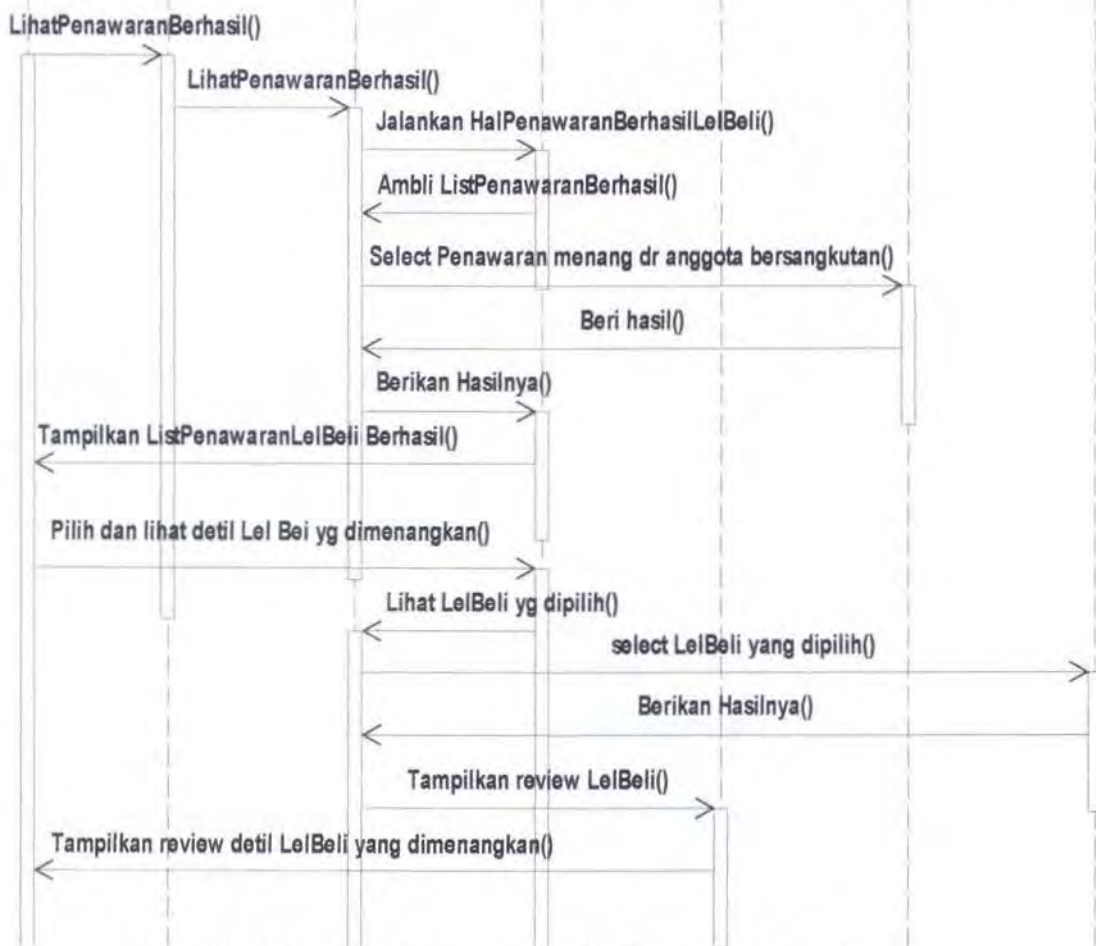 LihatPenawaranBerhasil()
LihatPenawaranBerhasil()
Jalankan HalPenawaranBerhasilLelBeli()
Ambli ListPenawaranBerhasil()
Select Penawaran menang dr anggota bersangkutan()
Beri hasil()
Berikan Hasilnya()
Tampilkan ListPenawaranLelBeli Berhasil()
Pilih dan lihat detil Lel Bei yg dimenangkan()
Lihat LelBeli yg dipilih()
select LelBeli yang dipilih()
Berikan Hasilnya()
Tampilkan review LelBeli()
Tampilkan review detil LelBeli yang dimenangkan()